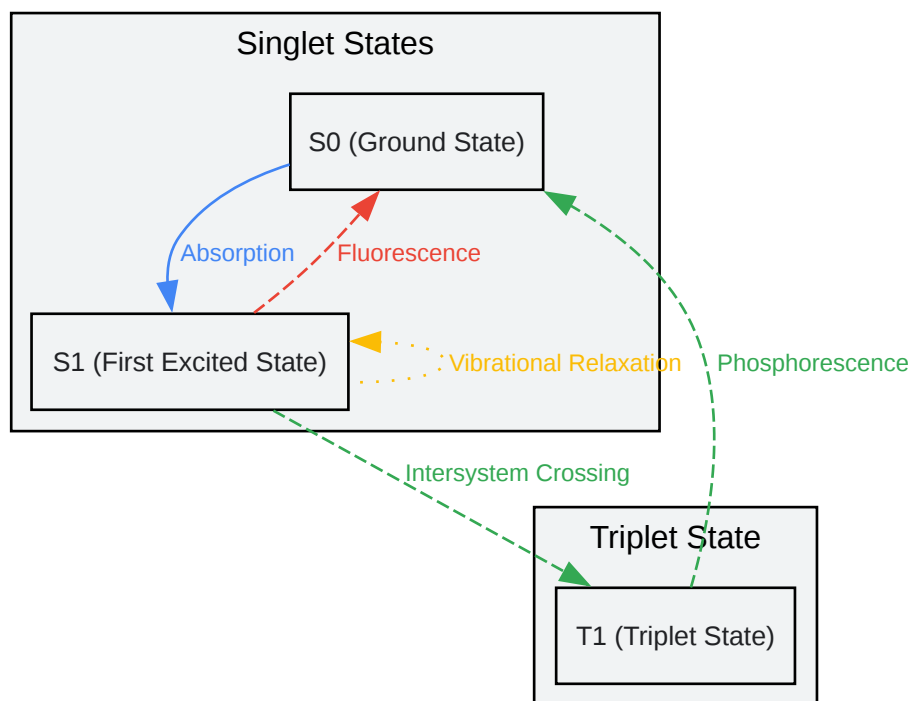 Singlet States
S0 (Ground State)
Absorption
Fluorescence
S1 (First Excited State)
Vibrational Relaxation
Phosphorescence
Intersystem Crossing
Triplet State
T1 (Triplet State)